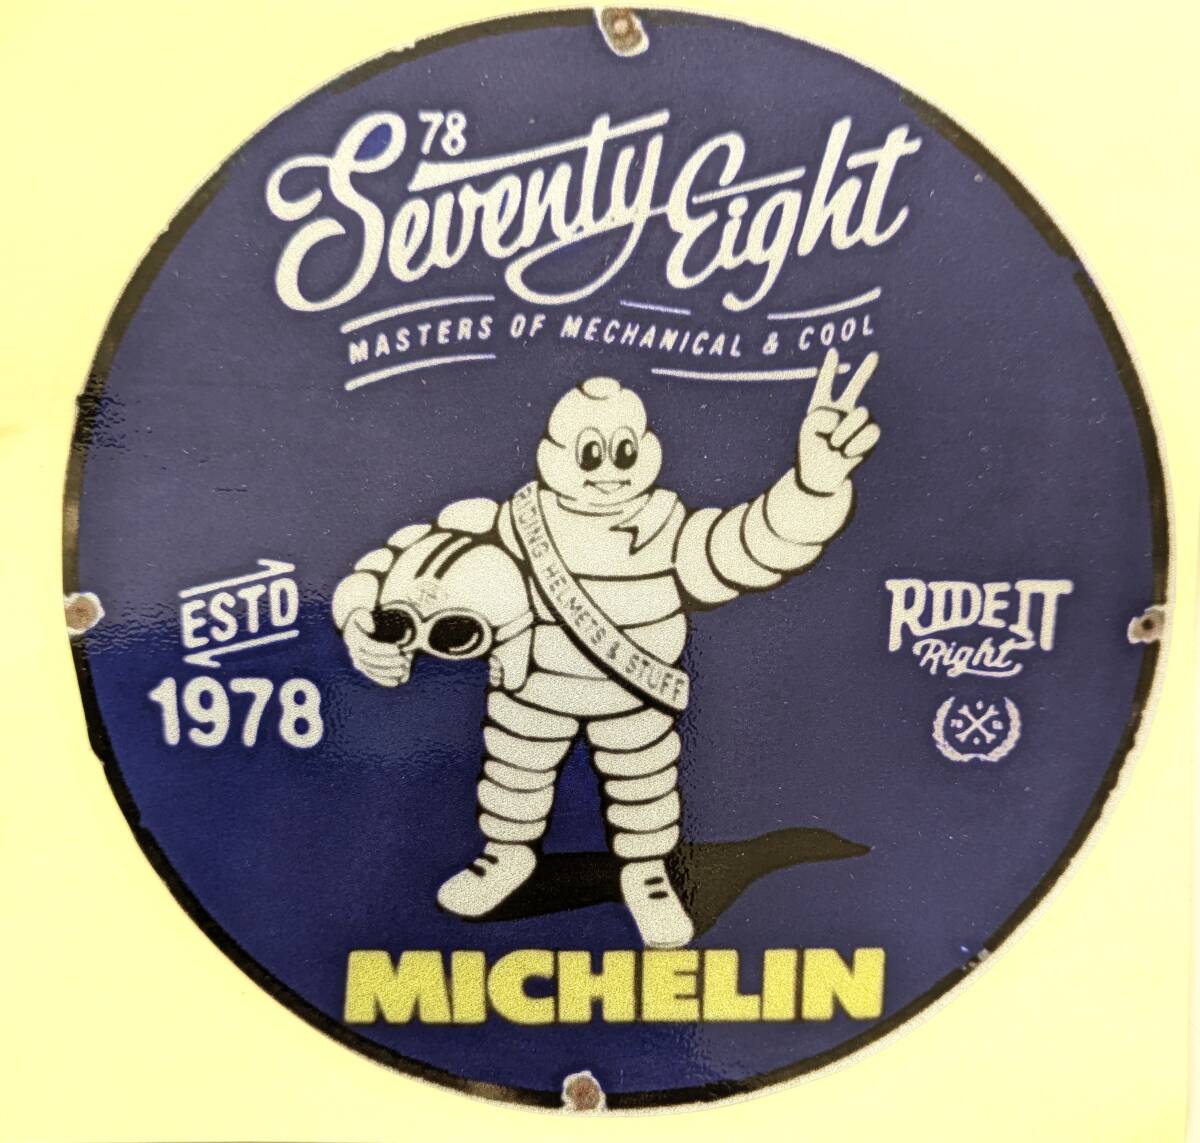 78
Seventy Eight
MASTERS OF MECHANICAL & COOL
RIDING HELMETS & STUFF
ESTD
1978
RIDE IT
Right
MICHELIN